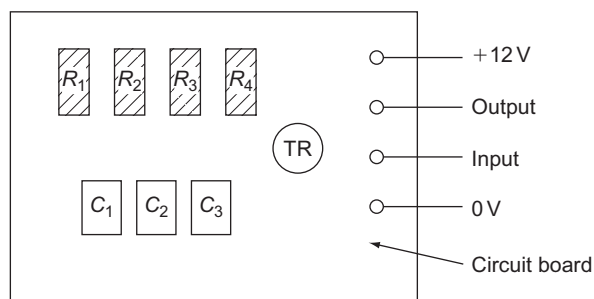 +12 V
R1 R2 R3 R4
Output
TR
Input
C1 C2 C3
0 V
Circuit board